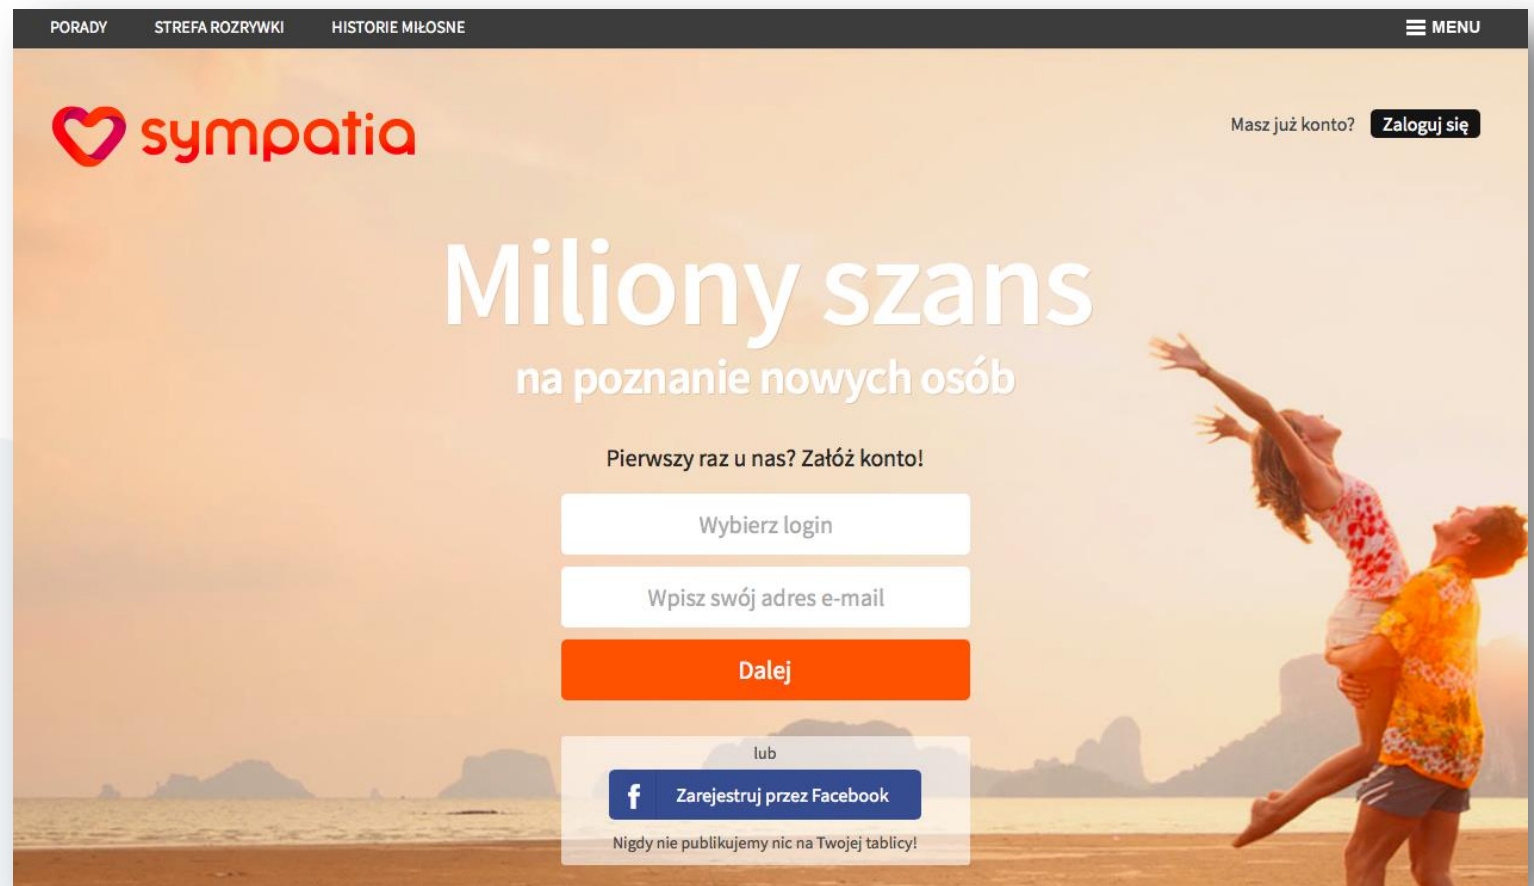 PORADY STREFA ROZRYWKI HISTORIE MIŁOSNE MENU
sympatia
Masz już konto? Zaloguj się
Miliony szans
na poznanie nowych osób
Pierwszy raz u nas? Załóż konto!
Wybierz login
Wpisz swój adres e-mail
Dalej
lub
f Zarejestruj przez Facebook
Nigdy nie publikujemy nic na Twojej tablicy!